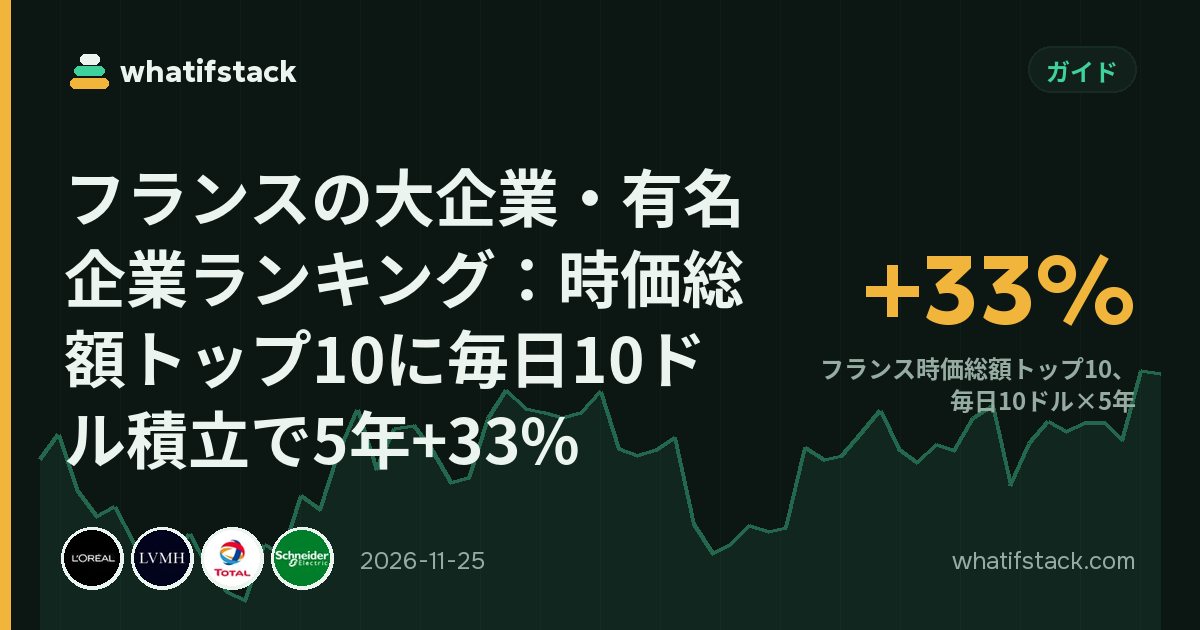 whatifstack
ガイド
フランスの大企業・有名
企業ランキング：時価総
額トップ10に毎日10ド
ル積立で5年+33%
+33%
フランス時価総額トップ10、
毎日10ドル×5年
L'ORÉAL
LVMH
TOTAL
Schneider
Electric
2026-11-25
whatifstack.com